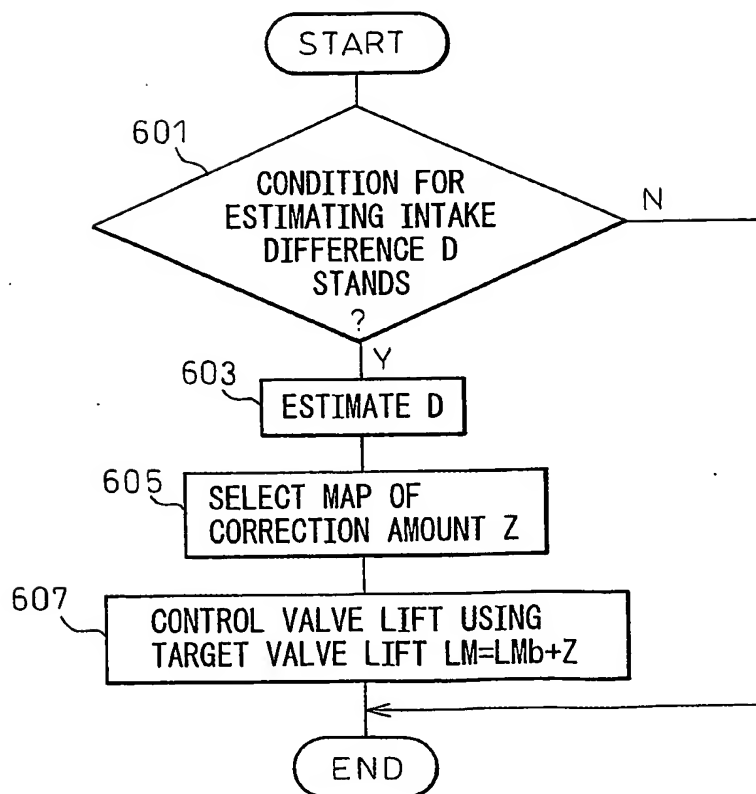 START
601
CONDITION FOR
ESTIMATING INTAKE
DIFFERENCE D
STANDS
?
N
Y
603
ESTIMATE D
605
SELECT MAP OF
CORRECTION AMOUNT Z
607
CONTROL VALVE LIFT USING
TARGET VALVE LIFT LM=LMb+Z
END